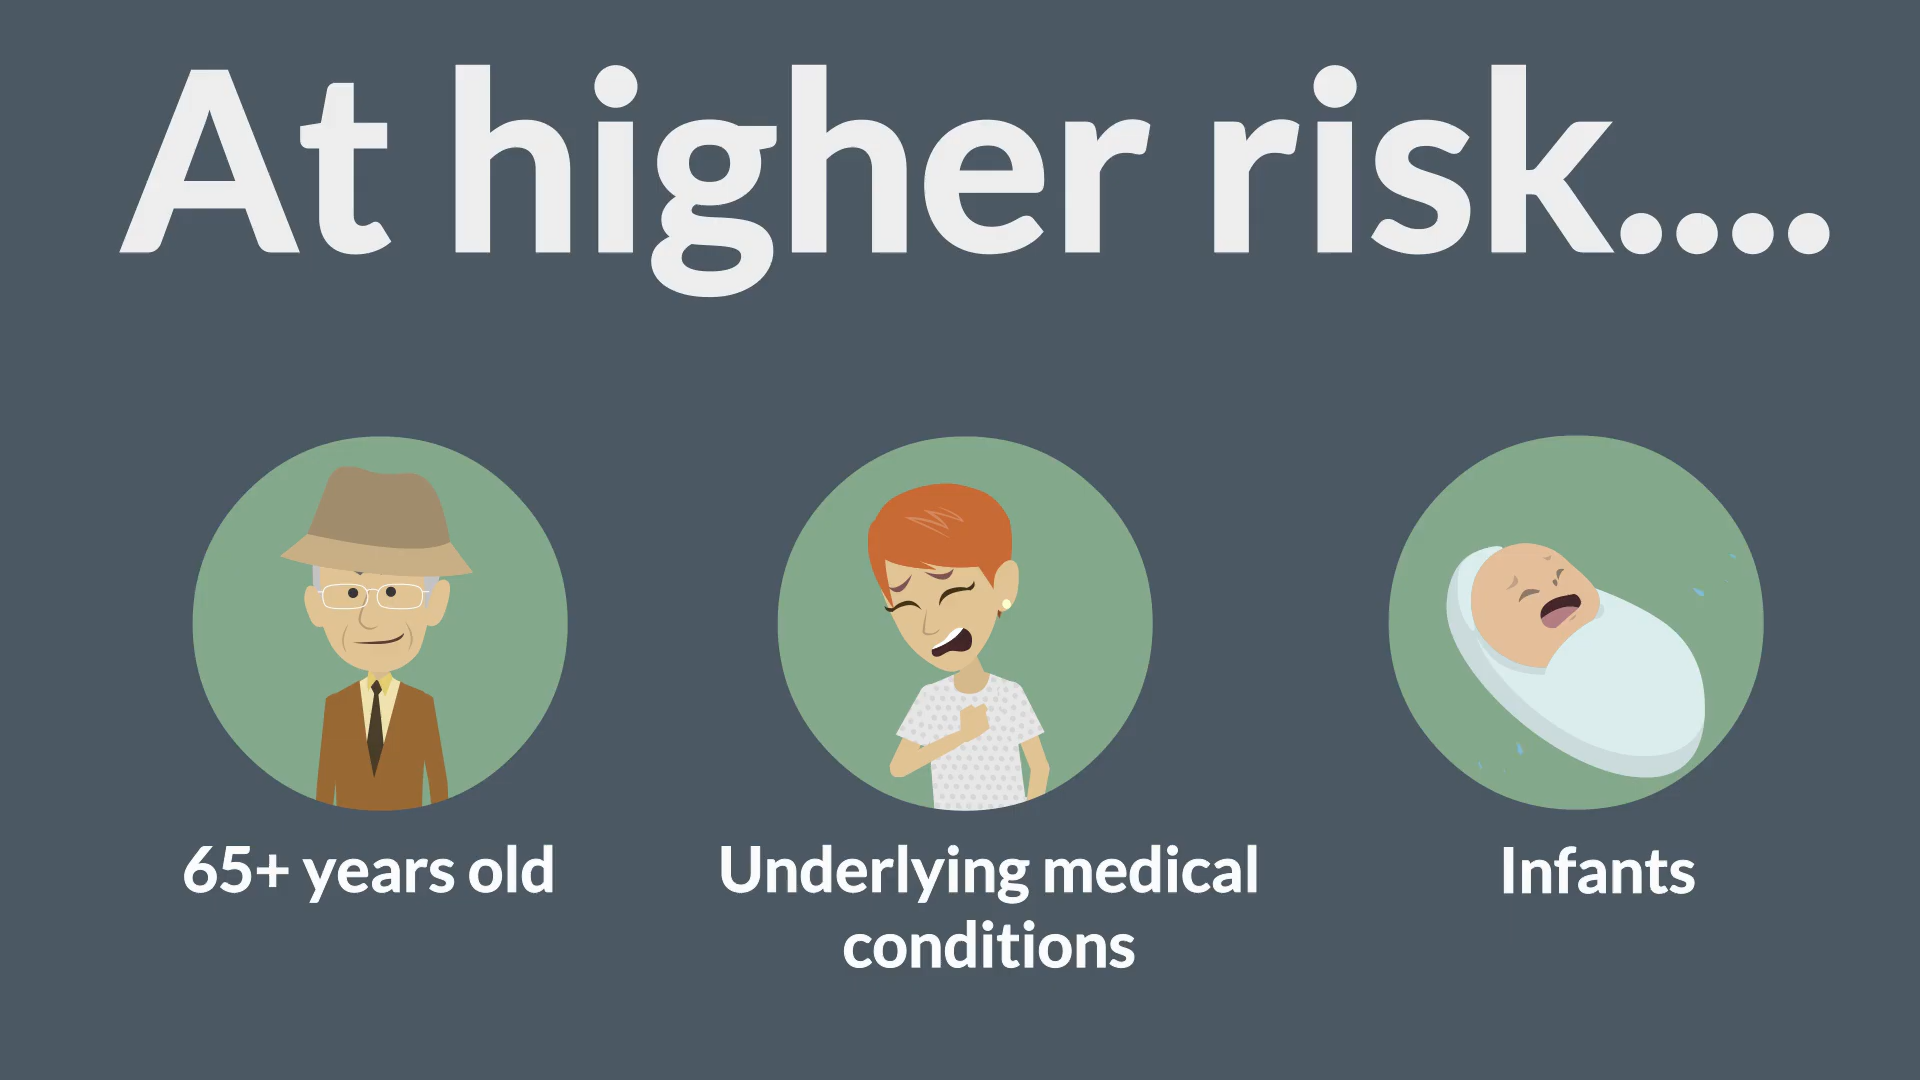 At higher risk....
65+ years old
Underlying medical
conditions
Infants